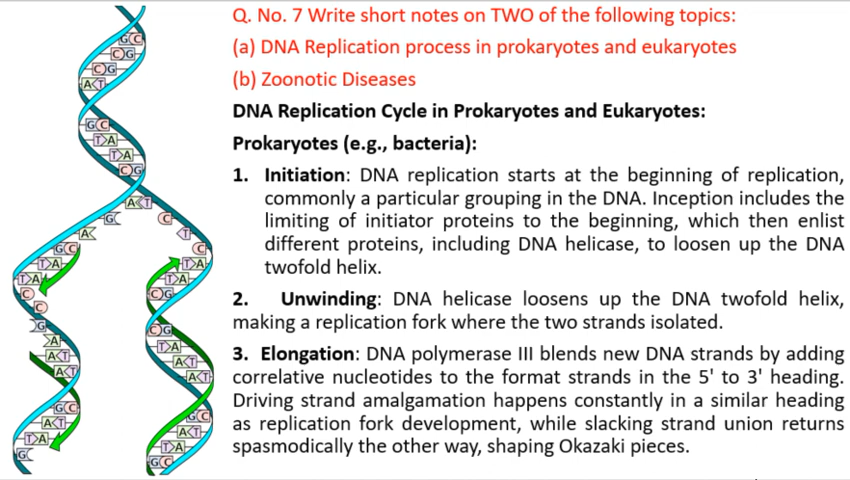 Q. No. 7 Write short notes on TWO of the following topics:
(a) DNA Replication process in prokaryotes and eukaryotes
(b) Zoonotic Diseases
DNA Replication Cycle in Prokaryotes and Eukaryotes:
Prokaryotes (e.g., bacteria):
1. Initiation: DNA replication starts at the beginning of replication,
commonly a particular grouping in the DNA. Inception includes the
limiting of initiator proteins to the beginning, which then enlist
different proteins, including DNA helicase, to loosen up the DNA
twofold helix.
2. Unwinding: DNA helicase loosens up the DNA twofold helix,
making a replication fork where the two strands isolated.
3. Elongation: DNA polymerase III blends new DNA strands by adding
correlative nucleotides to the format strands in the 5' to 3' heading.
Driving strand amalgamation happens constantly in a similar heading
as replication fork development, while slacking strand union returns
spasmodically the other way, shaping Okazaki pieces.
G C
C G
C G
A T
G C
T A
T A
C G
A T
G
C
A
T
G C
C
T A
T A
T A
T A
C
C G
C
G
C G
A
T A
A T
A T
A T
A T
G C
G C
A T
A T
T A
T A
G
G C